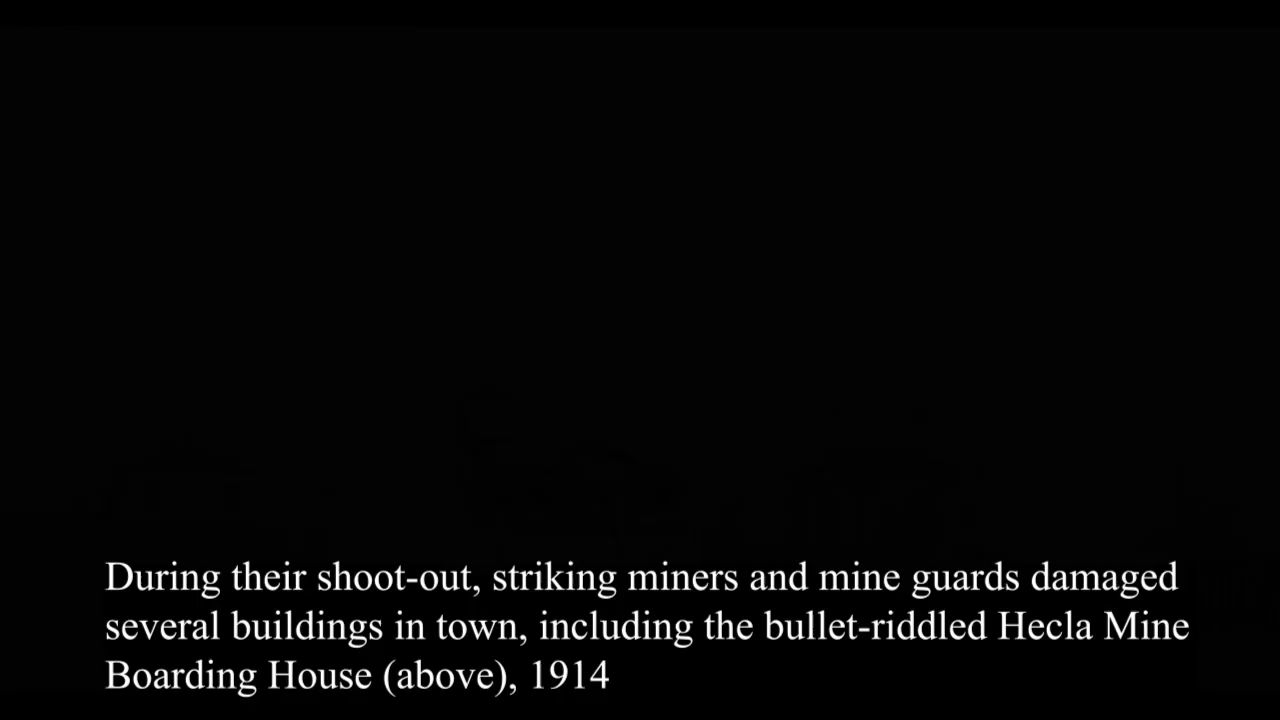 During their shoot-out, striking miners and mine guards damaged
several buildings in town, including the bullet-riddled Hecla Mine
Boarding House (above), 1914